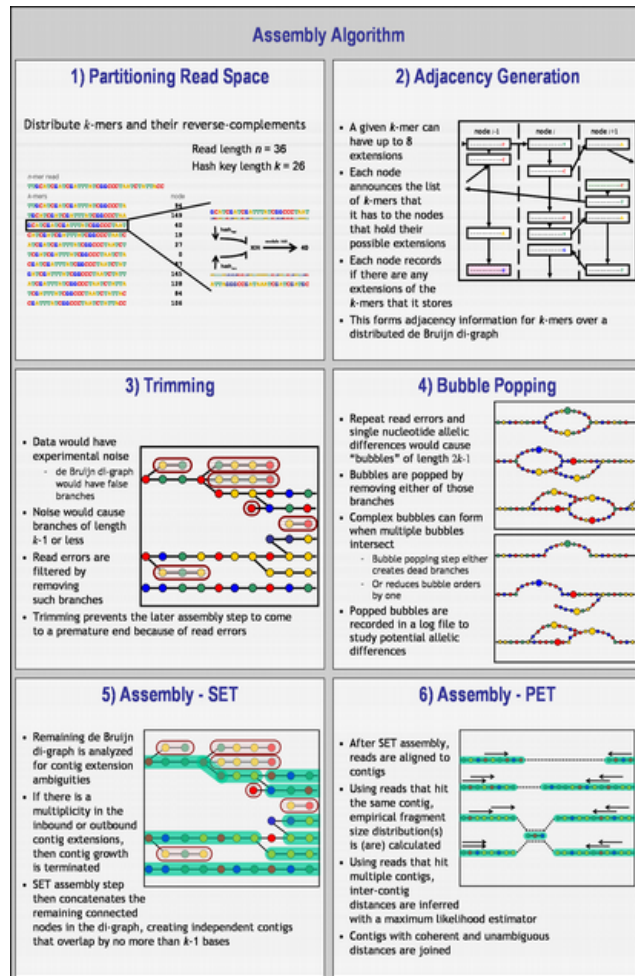 Assembly Algorithm
1) Partitioning Read Space
Distribute k-mers and their reverse-complements
Read length n = 36
Hash key length k = 26
n-mer read
k-mers
node
2) Adjacency Generation
▪ A given k-mer can
have up to 8
extensions
▪ Each node
announces the list
of k-mers that
it has to the nodes
that hold their
possible extensions
▪ Each node records
if there are any
extensions of the
k-mers that it stores
▪ This forms adjacency information for k-mers over a
distributed de Bruijn di-graph
node i-1
node i
node i+1
3) Trimming
▪ Data would have
experimental noise
- de Bruijn di-graph
would have false
branches
▪ Noise would cause
branches of length
k-1 or less
▪ Read errors are
filtered by
removing
such branches
▪ Trimming prevents the later assembly step to come
to a premature end because of read errors
4) Bubble Popping
▪ Repeat read errors and
single nucleotide allelic
differences would cause
“bubbles” of length 2k-1
▪ Bubbles are popped by
removing either of those
branches
▪ Complex bubbles can form
when multiple bubbles
intersect
- Bubble popping step either
creates dead branches
- Or reduces bubble orders
by one
▪ Popped bubbles are
recorded in a log file to
study potential allelic
differences
5) Assembly - SET
▪ Remaining de Bruijn
di-graph is analyzed
for contig extension
ambiguities
▪ If there is a
multiplicity in the
inbound or outbound
contig extensions,
then contig growth
is terminated
▪ SET assembly step
then concatenates the
remaining connected
nodes in the di-graph, creating independent contigs
that overlap by no more than k-1 bases
6) Assembly - PET
▪ After SET assembly,
reads are aligned to
contigs
▪ Using reads that hit
the same contig,
empirical fragment
size distribution(s)
is (are) calculated
▪ Using reads that hit
multiple contigs,
inter-contig
distances are inferred
with a maximum likelihood estimator
▪ Contigs with coherent and unambiguous
distances are joined